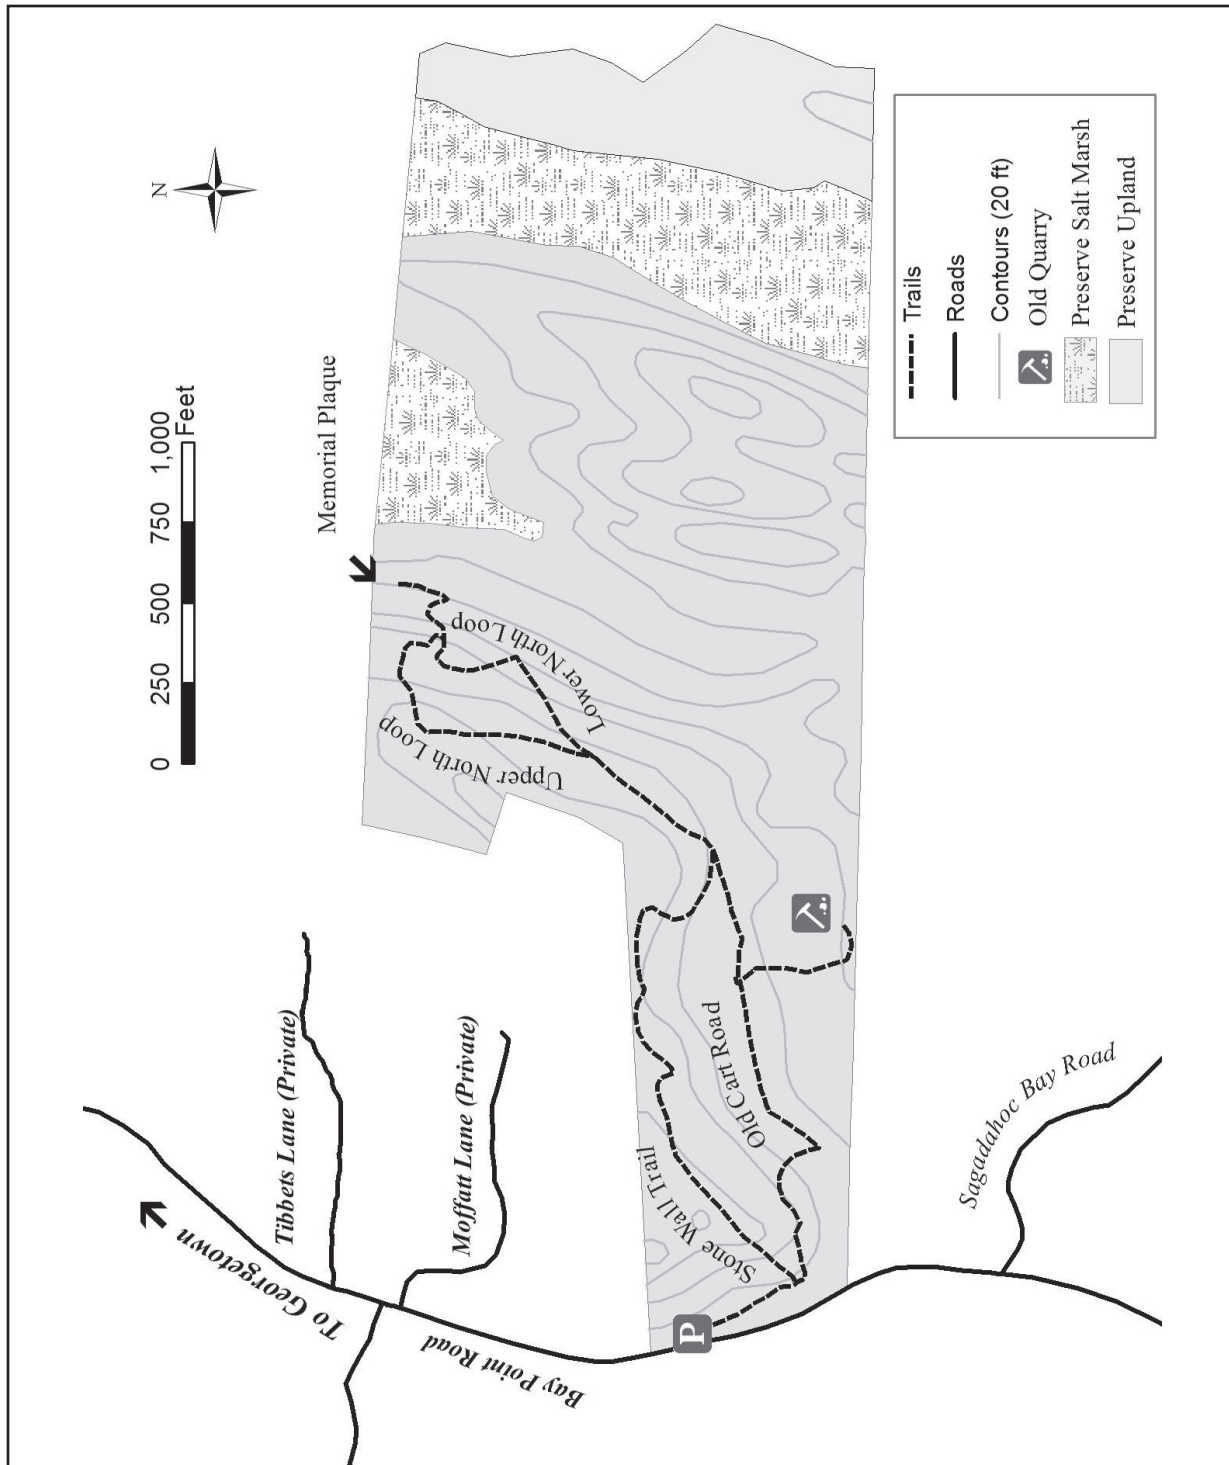 N
0 250 500 750 1,000
Feet
Memorial Plaque
Lower North Loop
Upper North Loop
Stone Wall Trail
Old Cart Road
Tibbets Lane (Private)
Moffatt Lane (Private)
To Georgetown
Bay Point Road
P
Sagadahoc Bay Road
Trails
Roads
Contours (20 ft)
Old Quarry
Preserve Salt Marsh
Preserve Upland